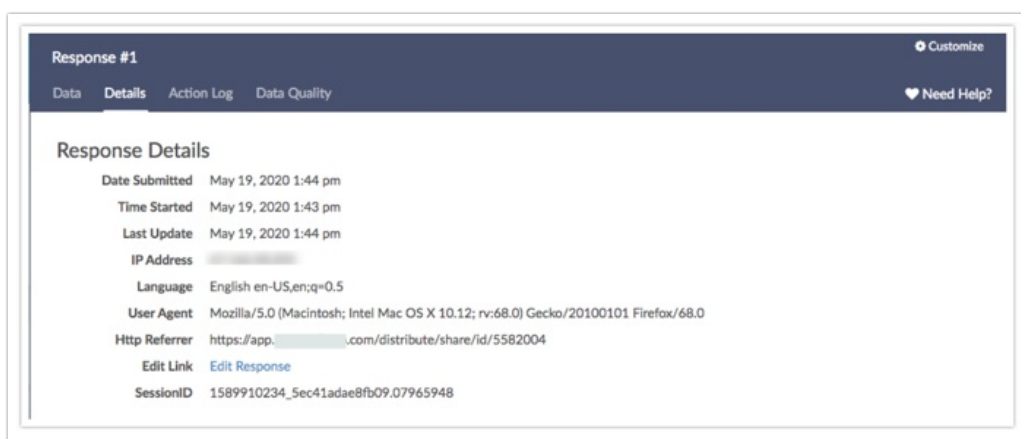 Response #1
Customize
Data Details Action Log Data Quality
Need Help?
Response Details
Date Submitted May 19, 2020 1:44 pm
Time Started May 19, 2020 1:43 pm
Last Update May 19, 2020 1:44 pm
IP Address
Language English en-US,en;q=0.5
User Agent Mozilla/5.0 (Macintosh; Intel Mac OS X 10.12; rv:68.0) Gecko/20100101 Firefox/68.0
Http Referrer https://app. .com/distribute/share/id/5582004
Edit Link Edit Response
SessionID 1589910234_5ec41adae8fb09.07965948